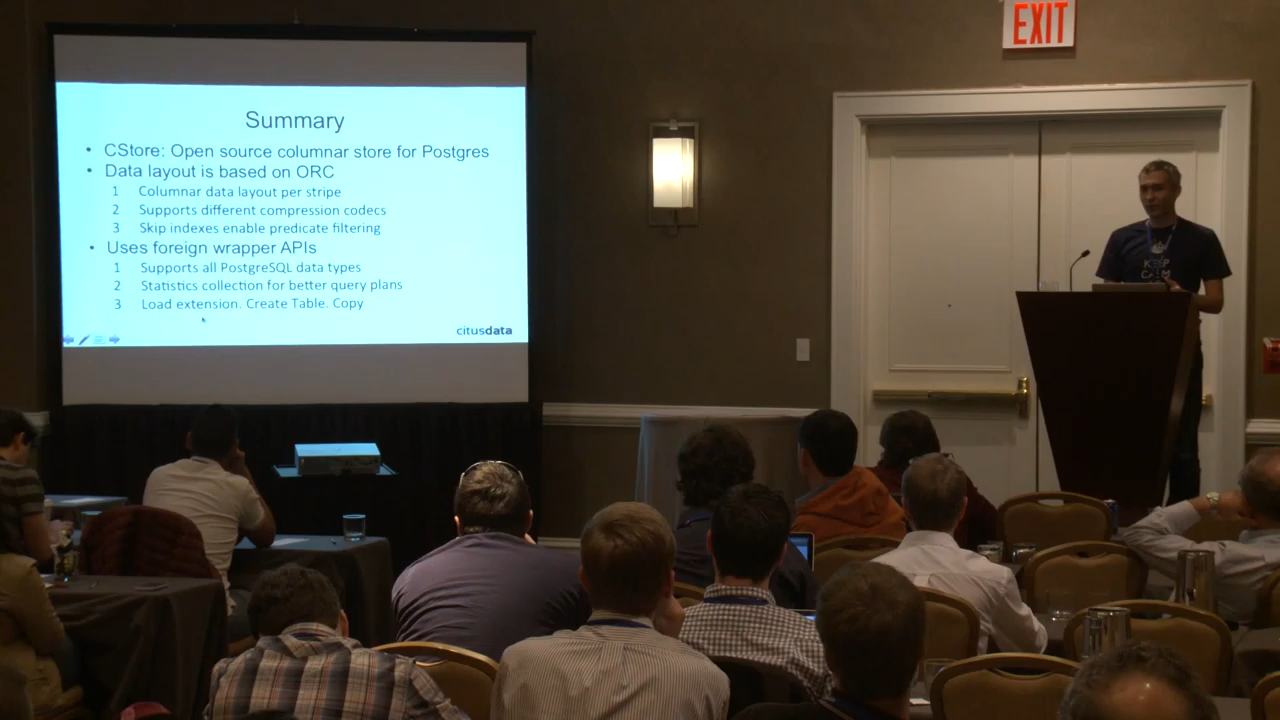 EXIT
Summary
• CStore: Open source columnar store for Postgres
• Data layout is based on ORC
1 Columnar data layout per stripe
2 Supports different compression codecs
3 Skip indexes enable predicate filtering
• Uses foreign wrapper APIs
1 Supports all PostgreSQL data types
2 Statistics collection for better query plans
3 Load extension. Create Table. Copy
citusdata
KEEP
CALM